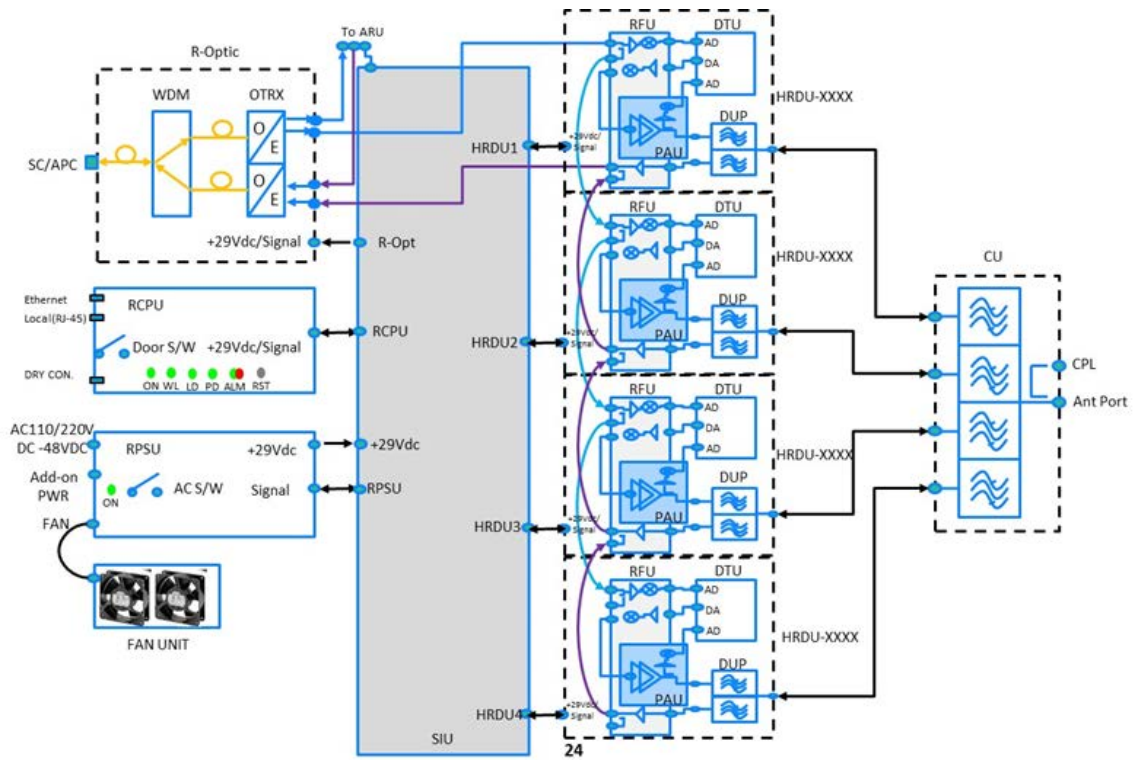 To ARU
R-Optic
WDM
OTRX
O
E
O
E
SC/APC
+29Vdc/Signal
R-Opt
Ethernet
Local(RJ-45)
RCPU
Door S/W
+29Vdc/Signal
DRY CON.
ON WL LD PD ALM RST
RCPU
AC110/220V
DC -48VDC
RPSU
+29Vdc
+29Vdc
Add-on
PWR
ON
AC S/W
Signal
RPSU
FAN
FAN UNIT
SIU
HRDU1
HRDU2
HRDU3
HRDU4
RFU
DTU
AD
DA
AD
HRDU-XXXX
DUP
+29Vdc/
Signal
PAU
RFU
DTU
AD
DA
AD
HRDU-XXXX
DUP
+29Vdc/
Signal
PAU
RFU
DTU
AD
DA
AD
HRDU-XXXX
DUP
+29Vdc/
Signal
PAU
RFU
DTU
AD
DA
AD
HRDU-XXXX
DUP
+29Vdc/
Signal
PAU
24
CU
CPL
Ant Port